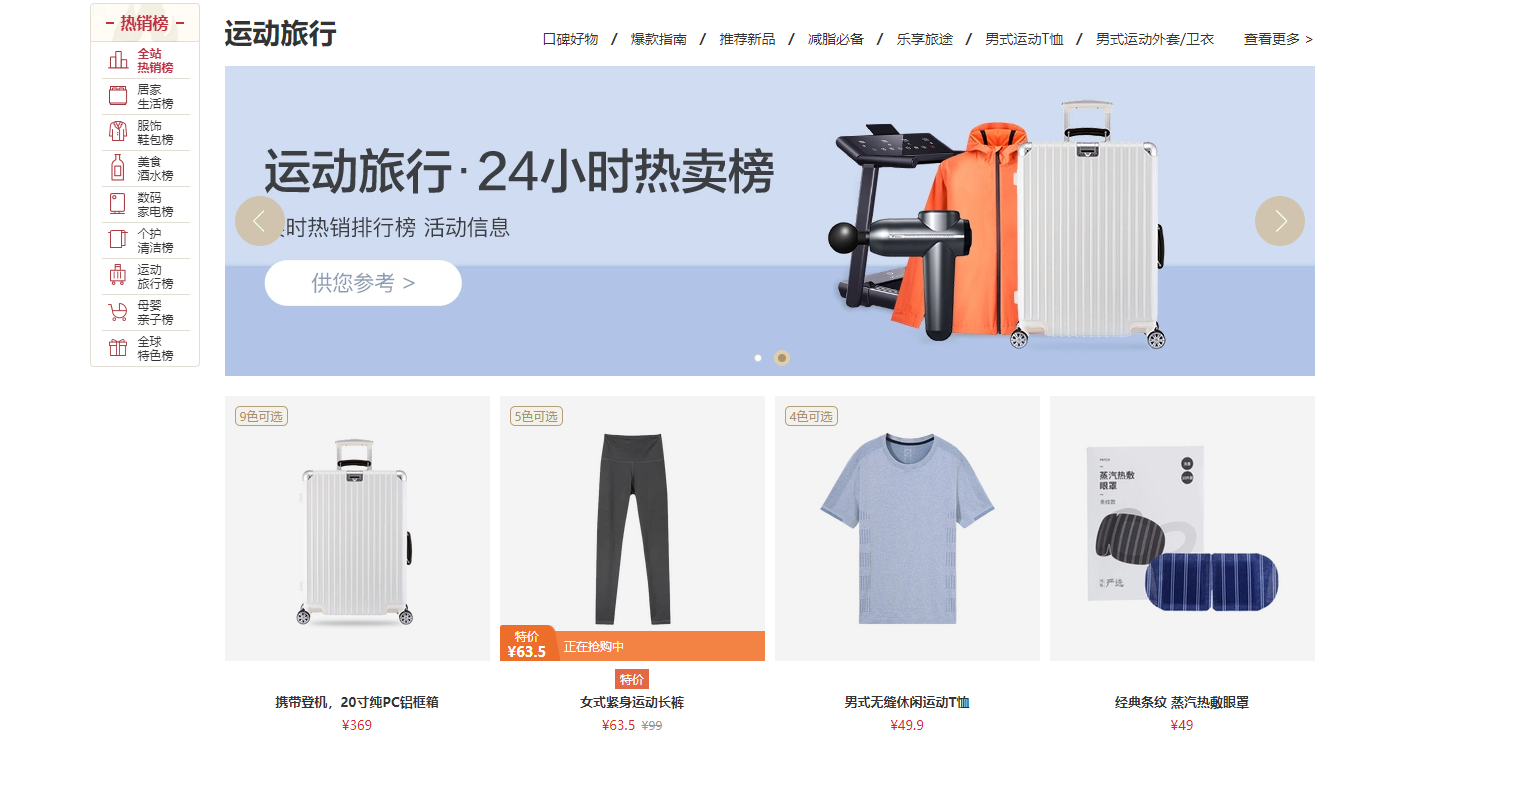 热销榜
全站
热销榜
居家
生活榜
服饰
鞋包榜
美食
酒水榜
数码
家电榜
个护
清洁榜
运动
旅行榜
母婴
亲子榜
全球
特色榜
运动旅行
口碑好物 / 爆款指南 / 推荐新品 / 减脂必备 / 乐享旅途 / 男式运动T恤 / 男式运动外套/卫衣 查看更多 >
运动旅行·24小时热卖榜
时热销排行榜 活动信息
供您参考 >
9色可选
5色可选
4色可选
蒸汽热敷
眼罩
严选
特价
¥63.5
正在抢购中
特价
携带登机，20寸纯PC铝框箱
¥369
女式紧身运动长裤
¥63.5 ¥99
男式无缝休闲运动T恤
¥49.9
经典条纹 蒸汽热敷眼罩
¥49